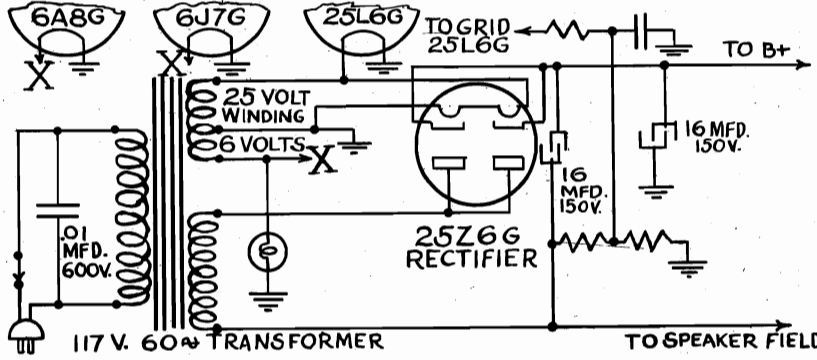 6A8G
6J7G
25L6G
TO GRID
25L6G
TO B+
X
X
25 VOLT
WINDING
6 VOLTS
X
16 MFD.
150V.
16
MFD.
150V.
.01
MFD.
600V.
6
25Z6G
RECTIFIER
117 V. 60~ TRANSFORMER
TO SPEAKER FIELD